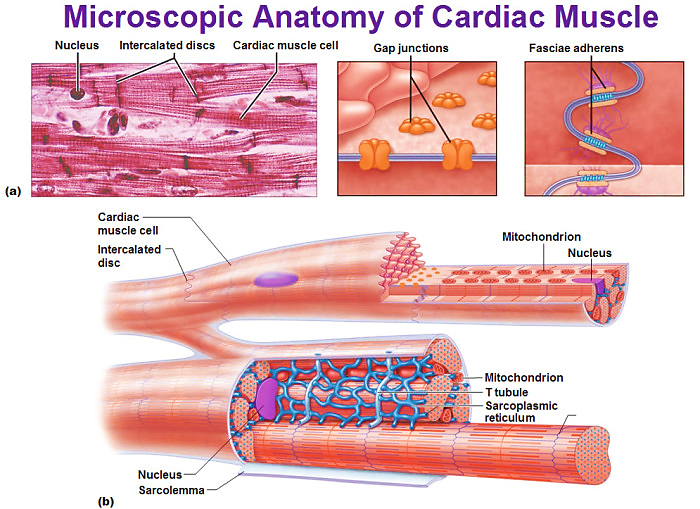 Microscopic Anatomy of Cardiac Muscle
Nucleus
Intercalated discs
Cardiac muscle cell
Gap junctions
Fasciae adherens
(a)
Cardiac
muscle cell
Intercalated
disc
Mitochondrion
Nucleus
Mitochondrion
T tubule
Sarcoplasmic
reticulum
Nucleus
Sarcolemma
(b)